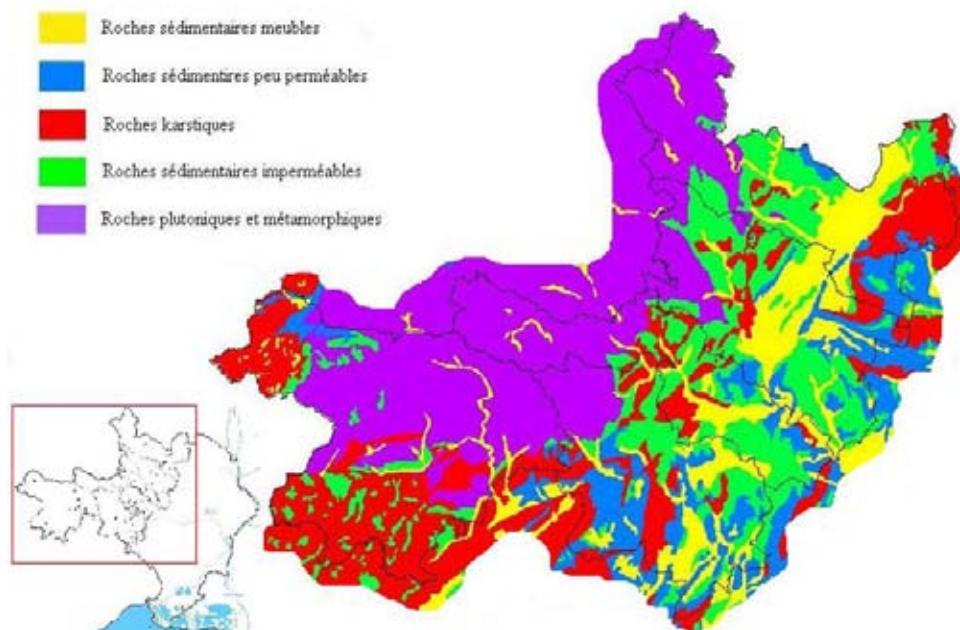 Roches sédimentaires meubles
Roches sédimentires peu perméables
Roches karstiques
Roches sédimentaires imperméables
Roches plutoniques et métamorphiques